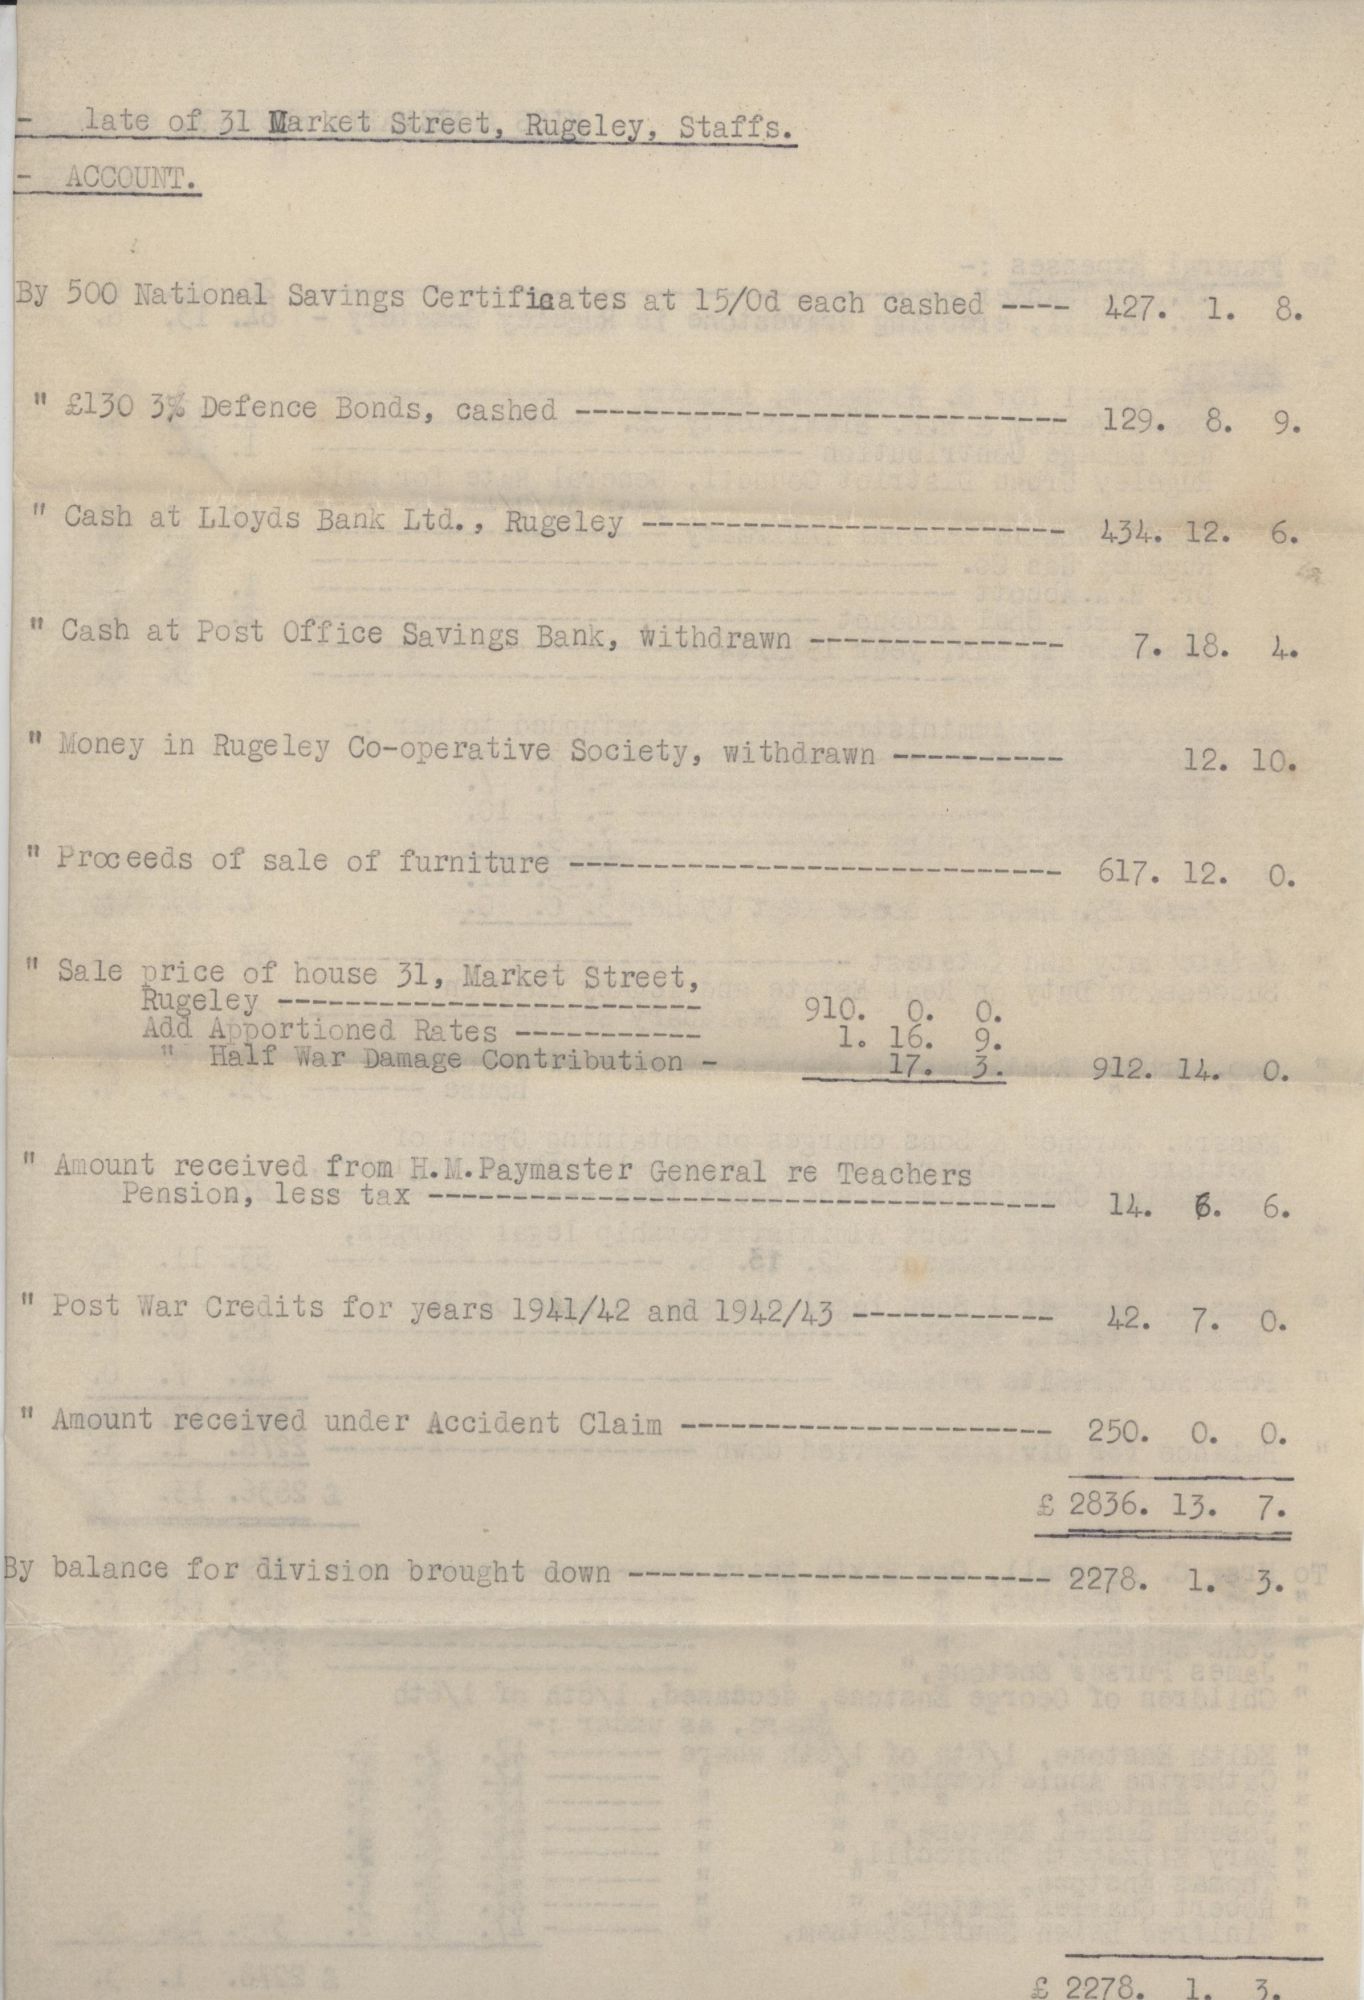 - late of 31 Market Street, Rugeley, Staffs.
- ACCOUNT.
By 500 National Savings Certificates at 15/0d each cashed ---- 427. 1. 8.
" £130 3% Defence Bonds, cashed ----------------------------- 129. 8. 9.
" Cash at Lloyds Bank Ltd., Rugeley ------------------------- 434. 12. 6.
" Cash at Post Office Savings Bank, withdrawn --------------- 7. 18. 4.
" Money in Rugeley Co-operative Society, withdrawn ---------- 12. 10.
" Proceeds of sale of furniture ----------------------------- 617. 12. 0.
" Sale price of house 31, Market Street,
Rugeley ------------------------- 910. 0. 0.
Add Apportioned Rates ----------- 1. 16. 9.
" Half War Damage Contribution - 17. 3. 912. 14. 0.
" Amount received from H.M.Paymaster General re Teachers
Pension, less tax ------------------------------------- 14. 6. 6.
" Post War Credits for years 1941/42 and 1942/43 ------------ 42. 7. 0.
" Amount received under Accident Claim ---------------------- 250. 0. 0.
£ 2836. 13. 7.
By balance for division brought down ------------------------- 2278. 1. 3.
£ 2278. 1. 3.